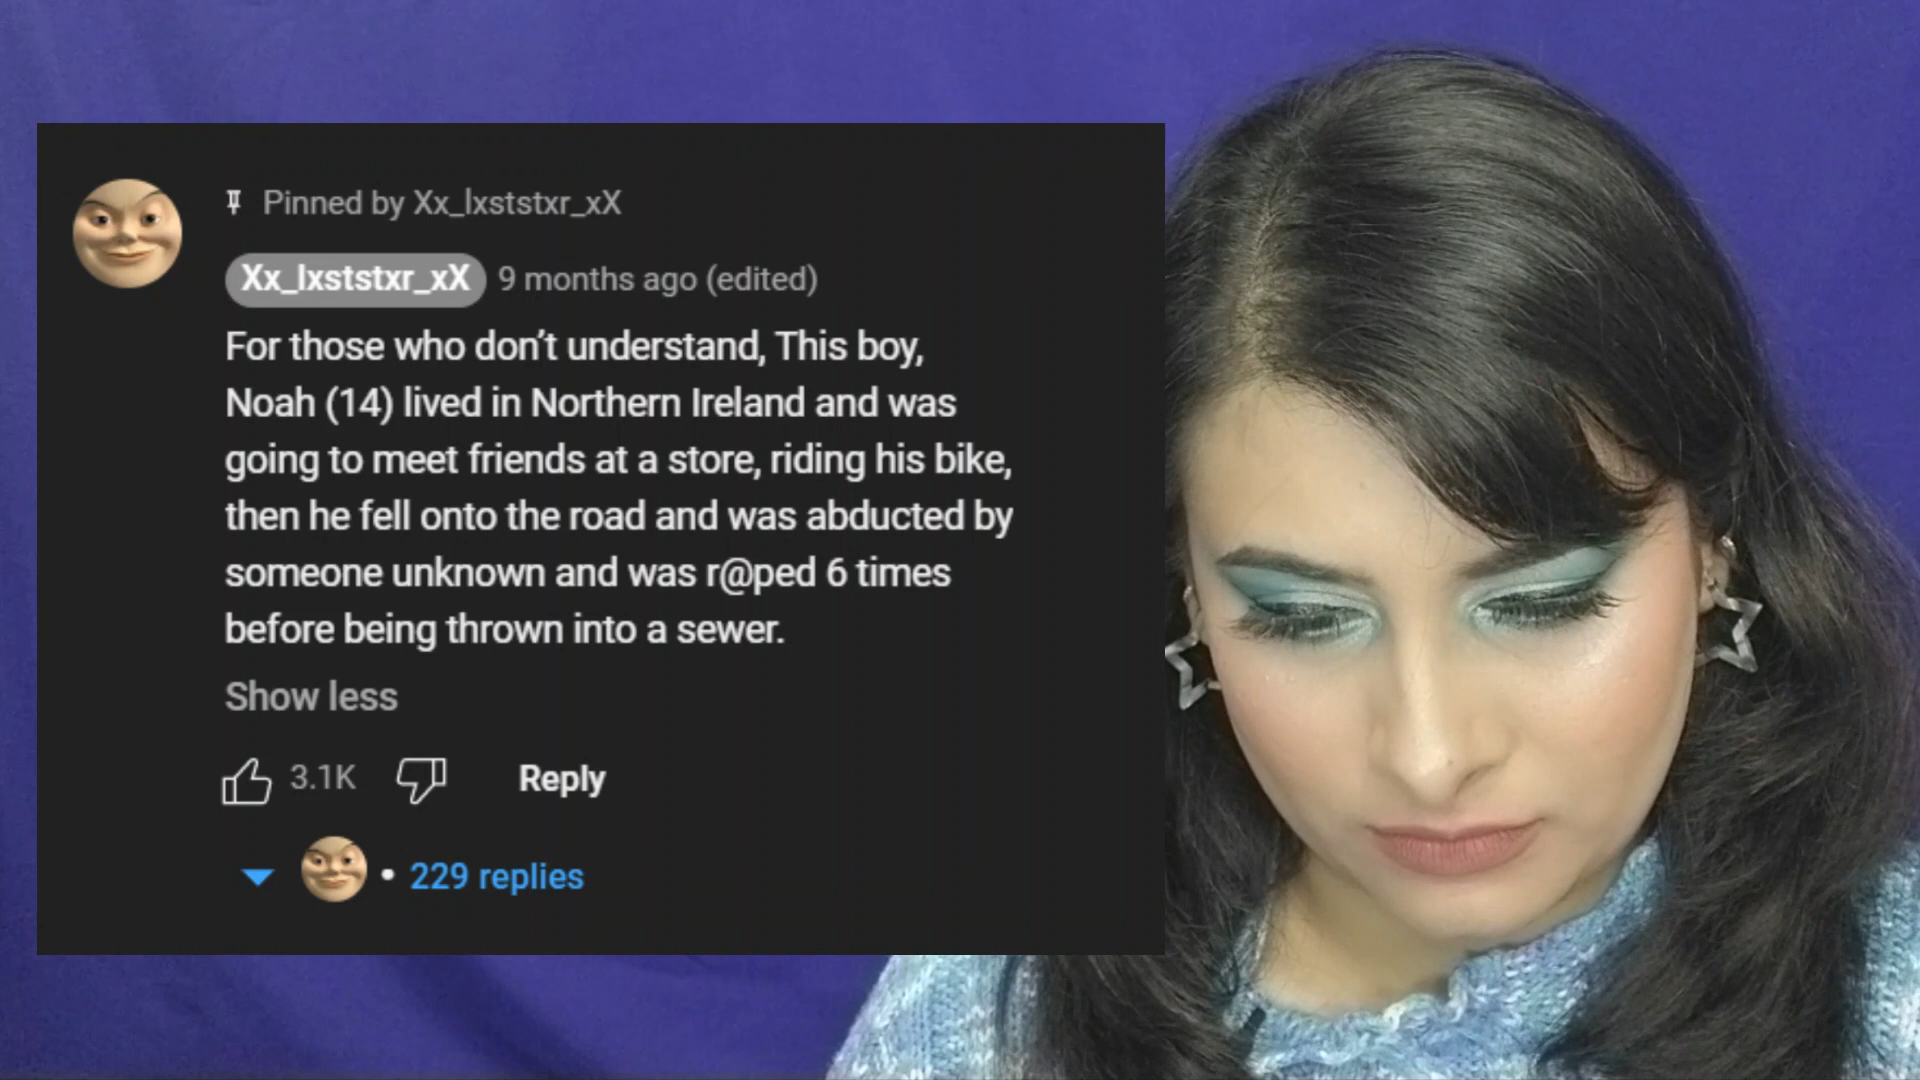 Pinned by Xx_lxststxr_xX
Xx_lxststxr_xX 9 months ago (edited)
For those who don’t understand, This boy,
Noah (14) lived in Northern Ireland and was
going to meet friends at a store, riding his bike,
then he fell onto the road and was abducted by
someone unknown and was r@ped 6 times
before being thrown into a sewer.
Show less
3.1K Reply
• 229 replies